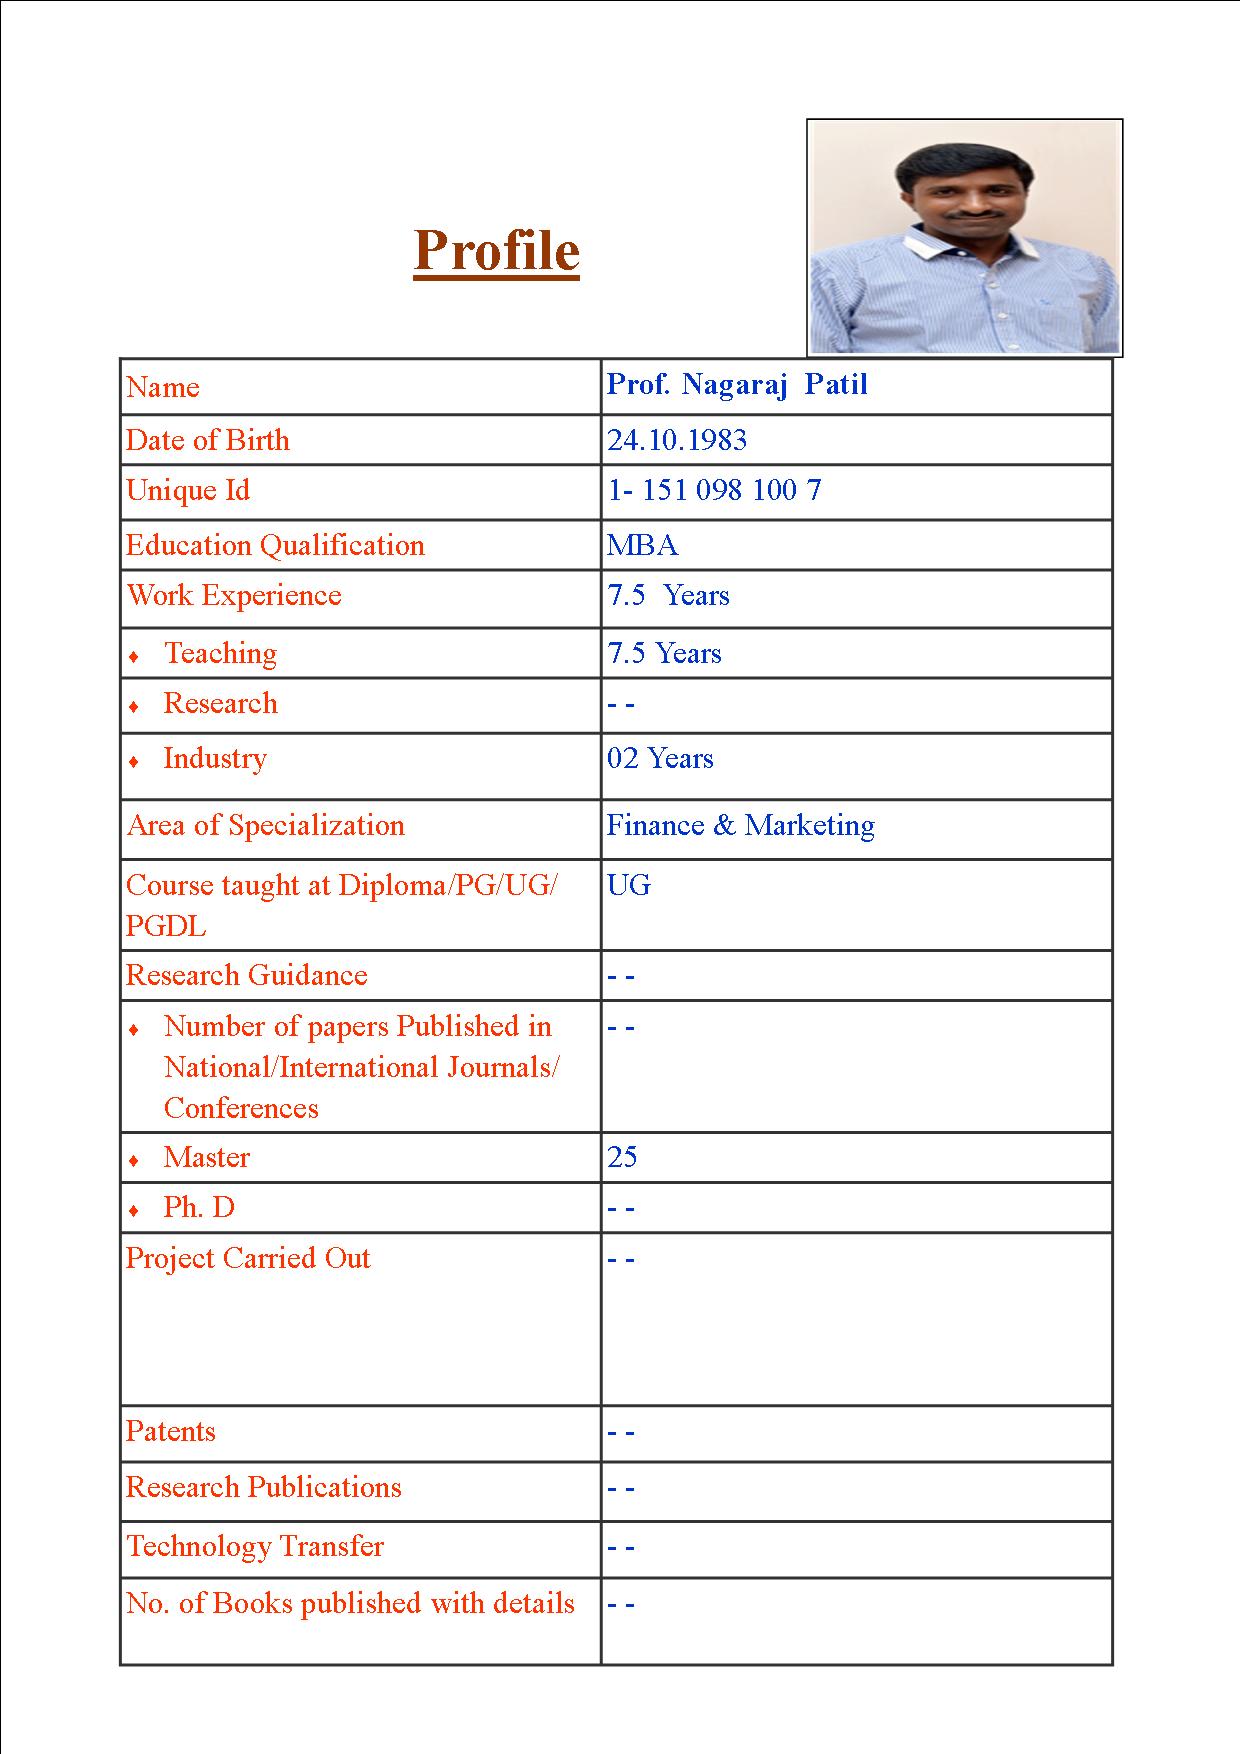 Profile
Name
Prof. Nagaraj Patil
Date of Birth
24.10.1983
Unique Id
1- 151 098 100 7
Education Qualification
MBA
Work Experience
7.5 Years
♦ Teaching
7.5 Years
♦ Research
- -
♦ Industry
02 Years
Area of Specialization
Finance & Marketing
Course taught at Diploma/PG/UG/
PGDL
UG
Research Guidance
- -
♦ Number of papers Published in
National/International Journals/
Conferences
- -
♦ Master
25
♦ Ph. D
- -
Project Carried Out
- -
Patents
- -
Research Publications
- -
Technology Transfer
- -
No. of Books published with details
- -